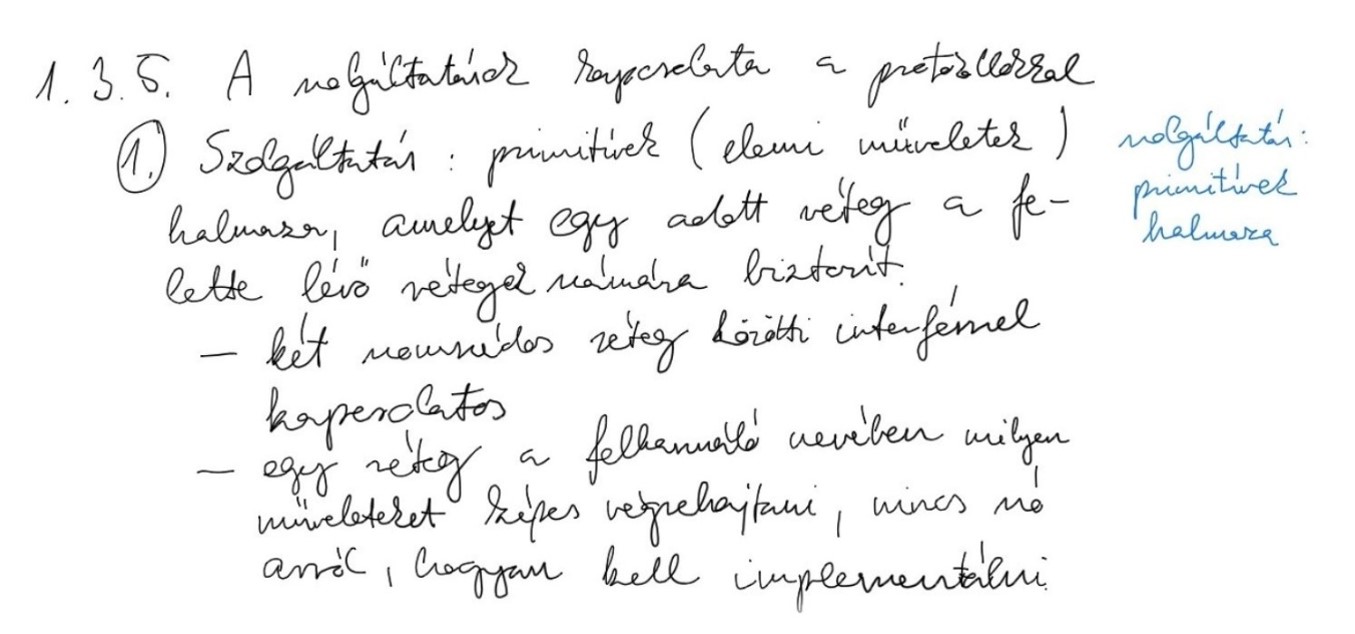 1.3.5. A szolgáltatások kapcsolata a protokollokkal
1. Szolgáltatás: primitívek (elemi műveletek)
halmaza, amelyet egy adott réteg a fe-
lette lévő rétegek számára biztosít.
– két szomszédos réteg közötti interfésszel
kapcsolatos
– egy réteg a felhasználó nevében milyen
műveleteket képes végrehajtani, nincs szó
arról, hogyan kell implementálni.
szolgáltatás:
primitívek
halmaza